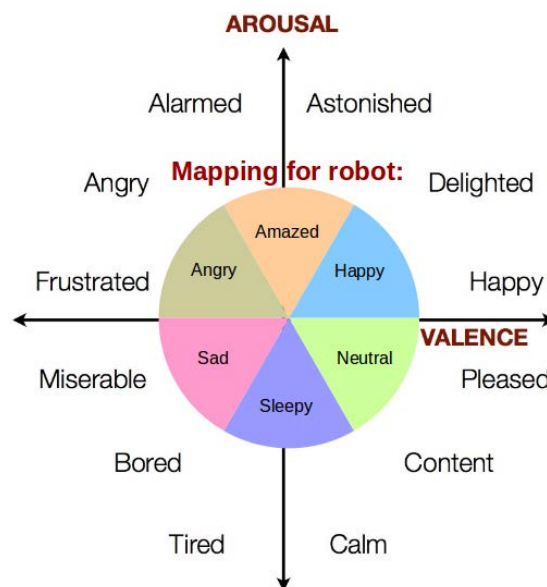 AROUSAL
Alarmed
Astonished
Mapping for robot:
Angry
Delighted
Amazed
Angry
Happy
Frustrated
Happy
VALENCE
Sad
Neutral
Miserable
Pleased
Sleepy
Bored
Content
Tired
Calm